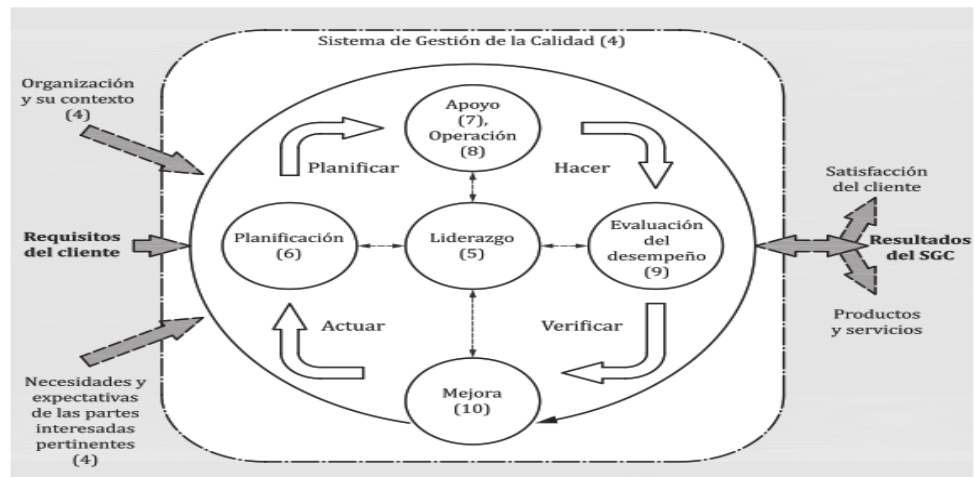 Sistema de Gestión de la Calidad (4)
Organización
y su contexto
(4)
Apoyo
(7),
Operación
(8)
Planificar
Hacer
Satisfacción
del cliente
Requisitos
del cliente
Planificación
(6)
Liderazgo
(5)
Evaluación
del
desempeño
(9)
Resultados
del SGC
Actuar
Verificar
Productos
y servicios
Necesidades y
expectativas
de las partes
interesadas
pertinentes
(4)
Mejora
(10)